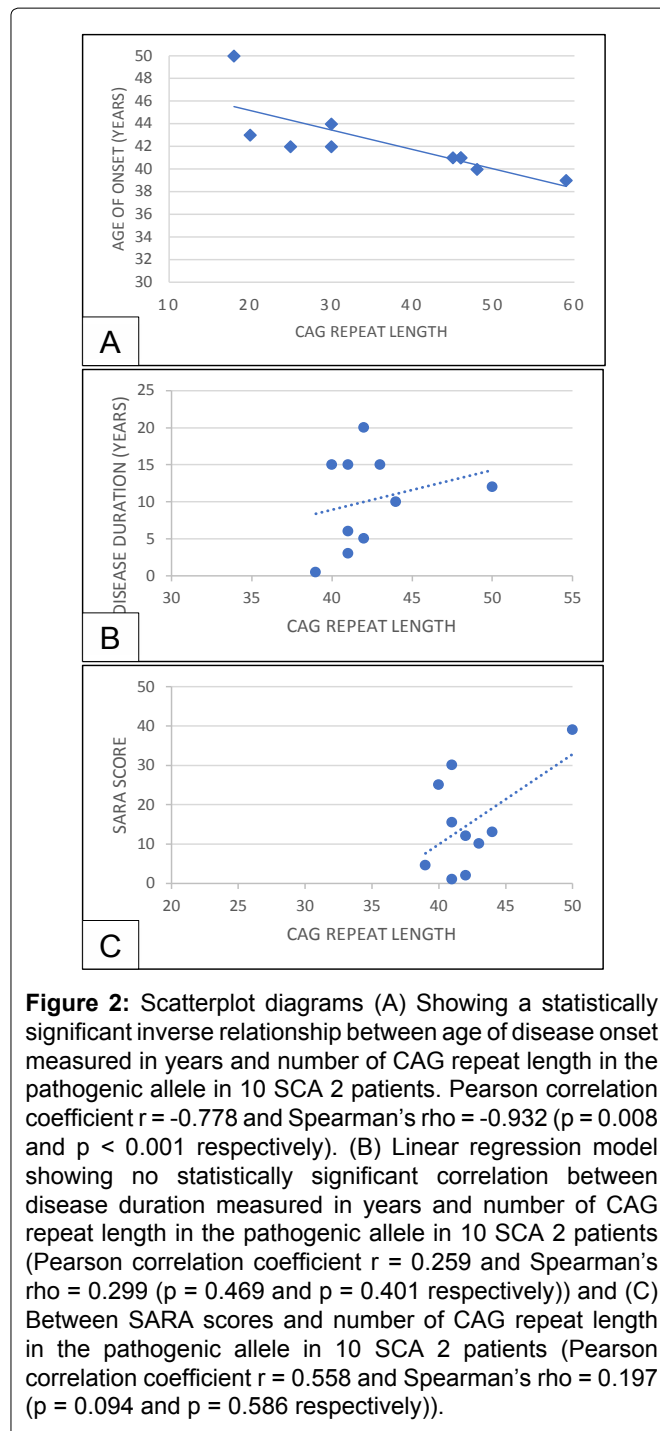 50
48
46
44
42
40
38
36
34
32
30
AGE OF ONSET (YEARS)
10 20 30 40 50 60
CAG REPEAT LENGTH
A
25
20
15
10
5
0
DISEASE DURATION (YEARS)
30 35 40 45 50 55
CAG REPEAT LENGTH
B
50
40
30
20
10
0
SARA SCORE
20 25 30 35 40 45 50
CAG REPEAT LENGTH
C
Figure 2: Scatterplot diagrams (A) Showing a statistically
significant inverse relationship between age of disease onset
measured in years and number of CAG repeat length in the
pathogenic allele in 10 SCA 2 patients. Pearson correlation
coefficient r = -0.778 and Spearman's rho = -0.932 (p = 0.008
and p < 0.001 respectively). (B) Linear regression model
showing no statistically significant correlation between
disease duration measured in years and number of CAG
repeat length in the pathogenic allele in 10 SCA 2 patients
(Pearson correlation coefficient r = 0.259 and Spearman's
rho = 0.299 (p = 0.469 and p = 0.401 respectively)) and (C)
Between SARA scores and number of CAG repeat length
in the pathogenic allele in 10 SCA 2 patients (Pearson
correlation coefficient r = 0.558 and Spearman's rho = 0.197
(p = 0.094 and p = 0.586 respectively)).